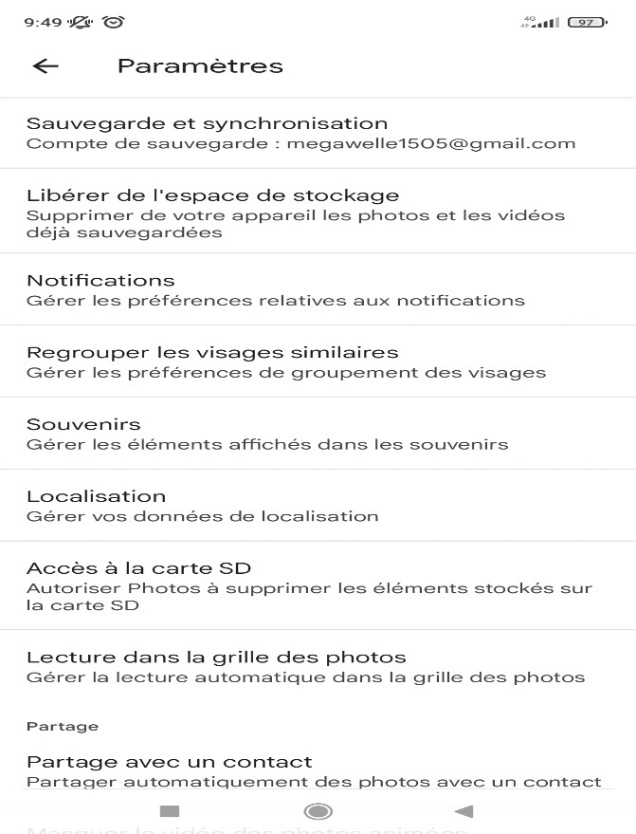 9:49
4G
97
Paramètres
Sauvegarde et synchronisation
Compte de sauvegarde : megawelle1505@gmail.com
Libérer de l'espace de stockage
Supprimer de votre appareil les photos et les vidéos
déjà sauvegardées
Notifications
Gérer les préférences relatives aux notifications
Regrouper les visages similaires
Gérer les préférences de groupement des visages
Souvenirs
Gérer les éléments affichés dans les souvenirs
Localisation
Gérer vos données de localisation
Accès à la carte SD
Autoriser Photos à supprimer les éléments stockés sur
la carte SD
Lecture dans la grille des photos
Gérer la lecture automatique dans la grille des photos
Partage
Partage avec un contact
Partager automatiquement des photos avec un contact
Masquer la vidéo des photos animées